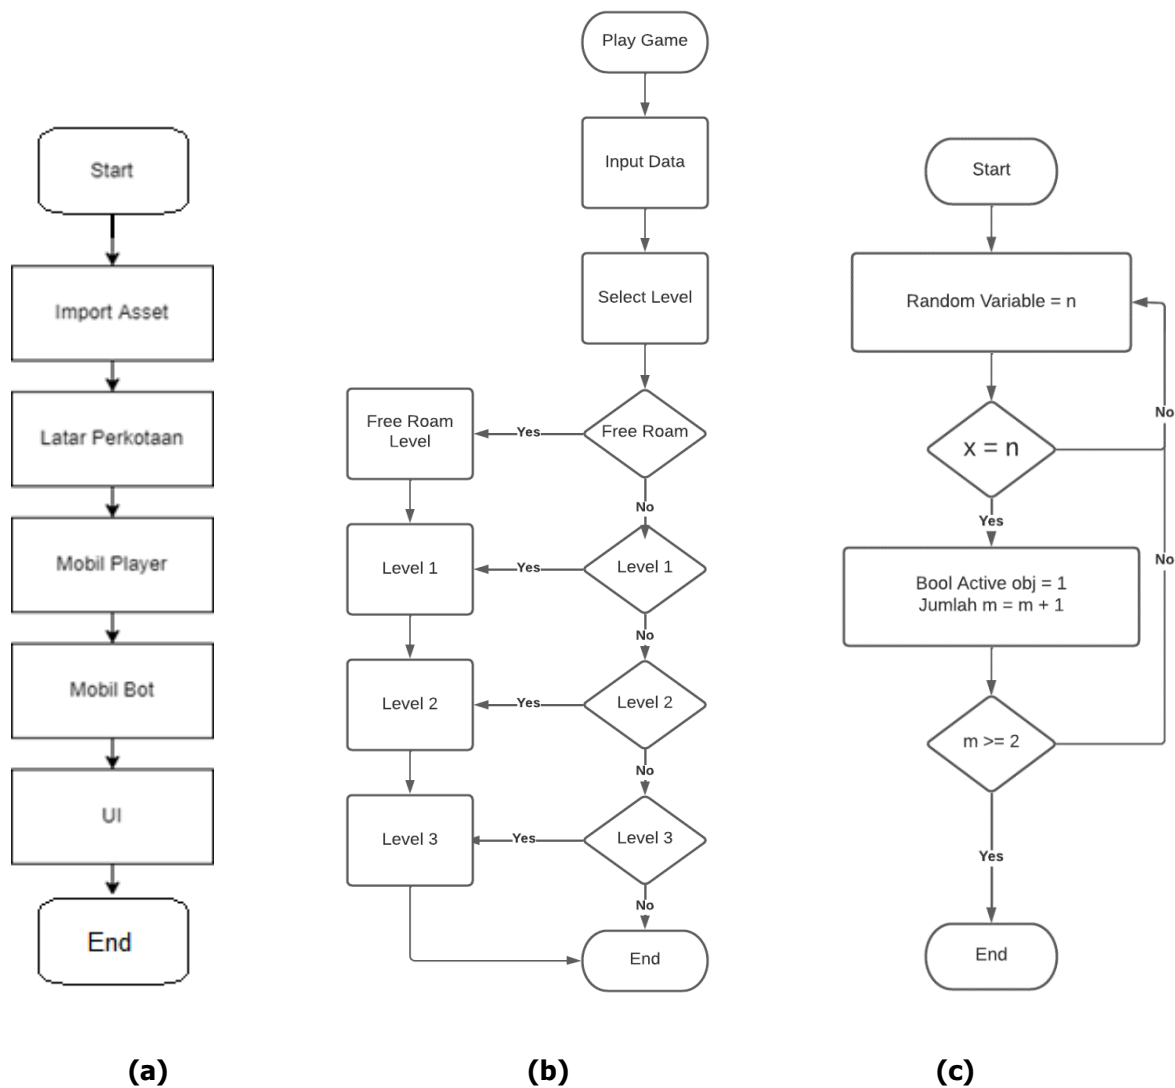 Start
Import Asset
Latar Perkotaan
Mobil Player
Mobil Bot
UI
End
(a)
Play Game
Input Data
Select Level
Free Roam
Yes
Free Roam
Level
No
Level 1
Yes
Level 1
No
Level 2
Yes
Level 2
No
Level 3
Yes
Level 3
No
End
(b)
Start
Random Variable = n
x = n
No
Yes
Bool Active obj = 1
Jumlah m = m + 1
m >= 2
No
Yes
End
(c)